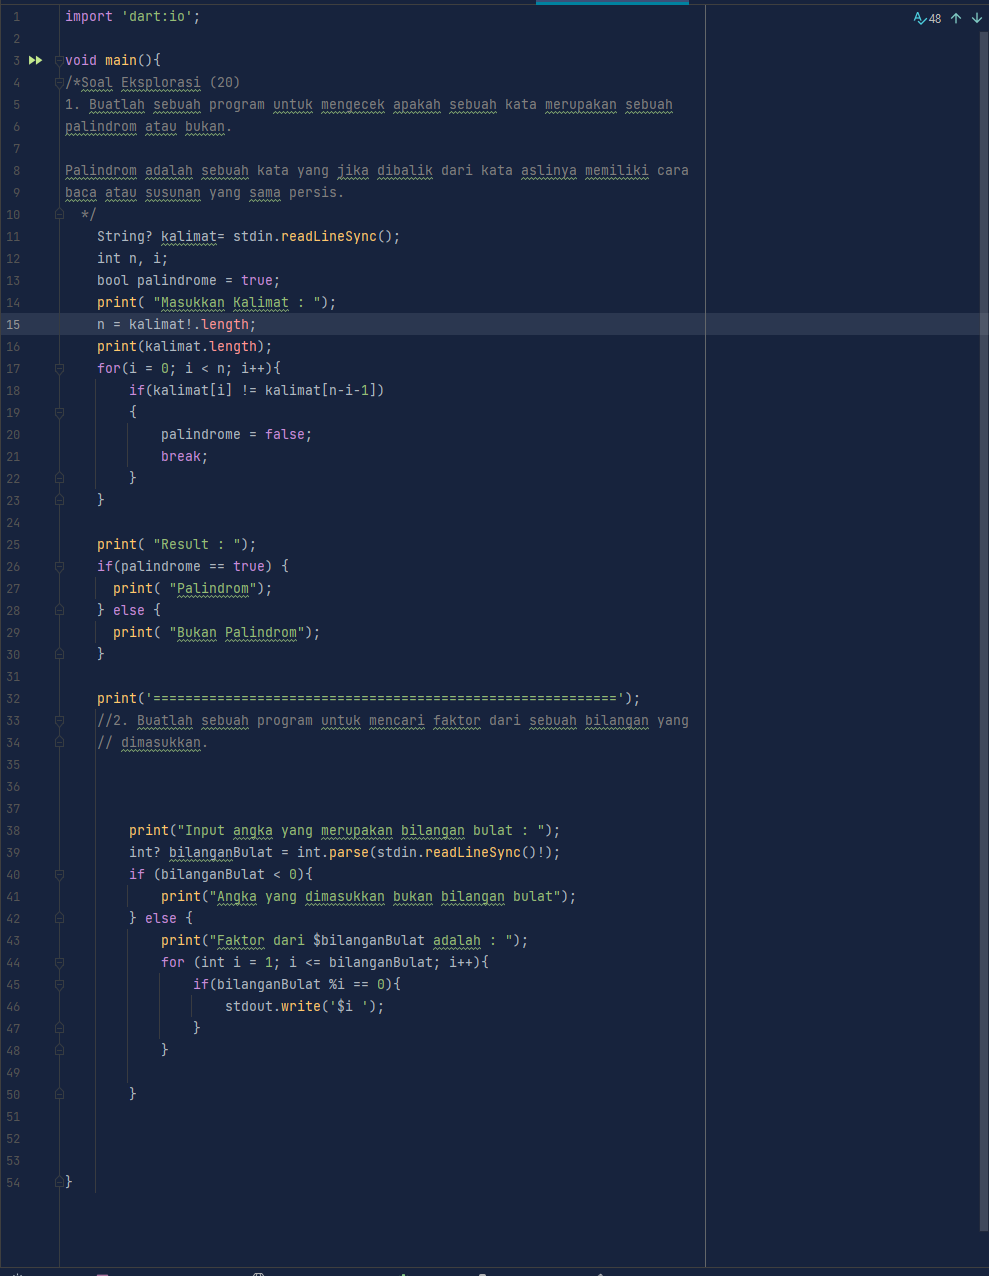 48
1 import 'dart:io';
2
3 void main(){
4 /*Soal Eksplorasi (20)
5 1. Buatlah sebuah program untuk mengecek apakah sebuah kata merupakan sebuah
6 palindrom atau bukan.
7
8 Palindrom adalah sebuah kata yang jika dibalik dari kata aslinya memiliki cara
9 baca atau susunan yang sama persis.
10 */
11 String? kalimat= stdin.readLineSync();
12 int n, i;
13 bool palindrome = true;
14 print( "Masukkan Kalimat : ");
15 n = kalimat!.length;
16 print(kalimat.length);
17 for(i = 0; i < n; i++){
18 if(kalimat[i] != kalimat[n-i-1])
19 {
20 palindrome = false;
21 break;
22 }
23 }
24
25 print( "Result : ");
26 if(palindrome == true) {
27 print( "Palindrom");
28 } else {
29 print( "Bukan Palindrom");
30 }
31
32 print('==========================================================');
33 //2. Buatlah sebuah program untuk mencari faktor dari sebuah bilangan yang
34 // dimasukkan.
35
36
37
38 print("Input angka yang merupakan bilangan bulat : ");
39 int? bilanganBulat = int.parse(stdin.readLineSync()!);
40 if (bilanganBulat < 0){
41 print("Angka yang dimasukkan bukan bilangan bulat");
42 } else {
43 print("Faktor dari $bilanganBulat adalah : ");
44 for (int i = 1; i <= bilanganBulat; i++){
45 if(bilanganBulat %i == 0){
46 stdout.write('$i ');
47 }
48 }
49
50 }
51
52
53
54 }